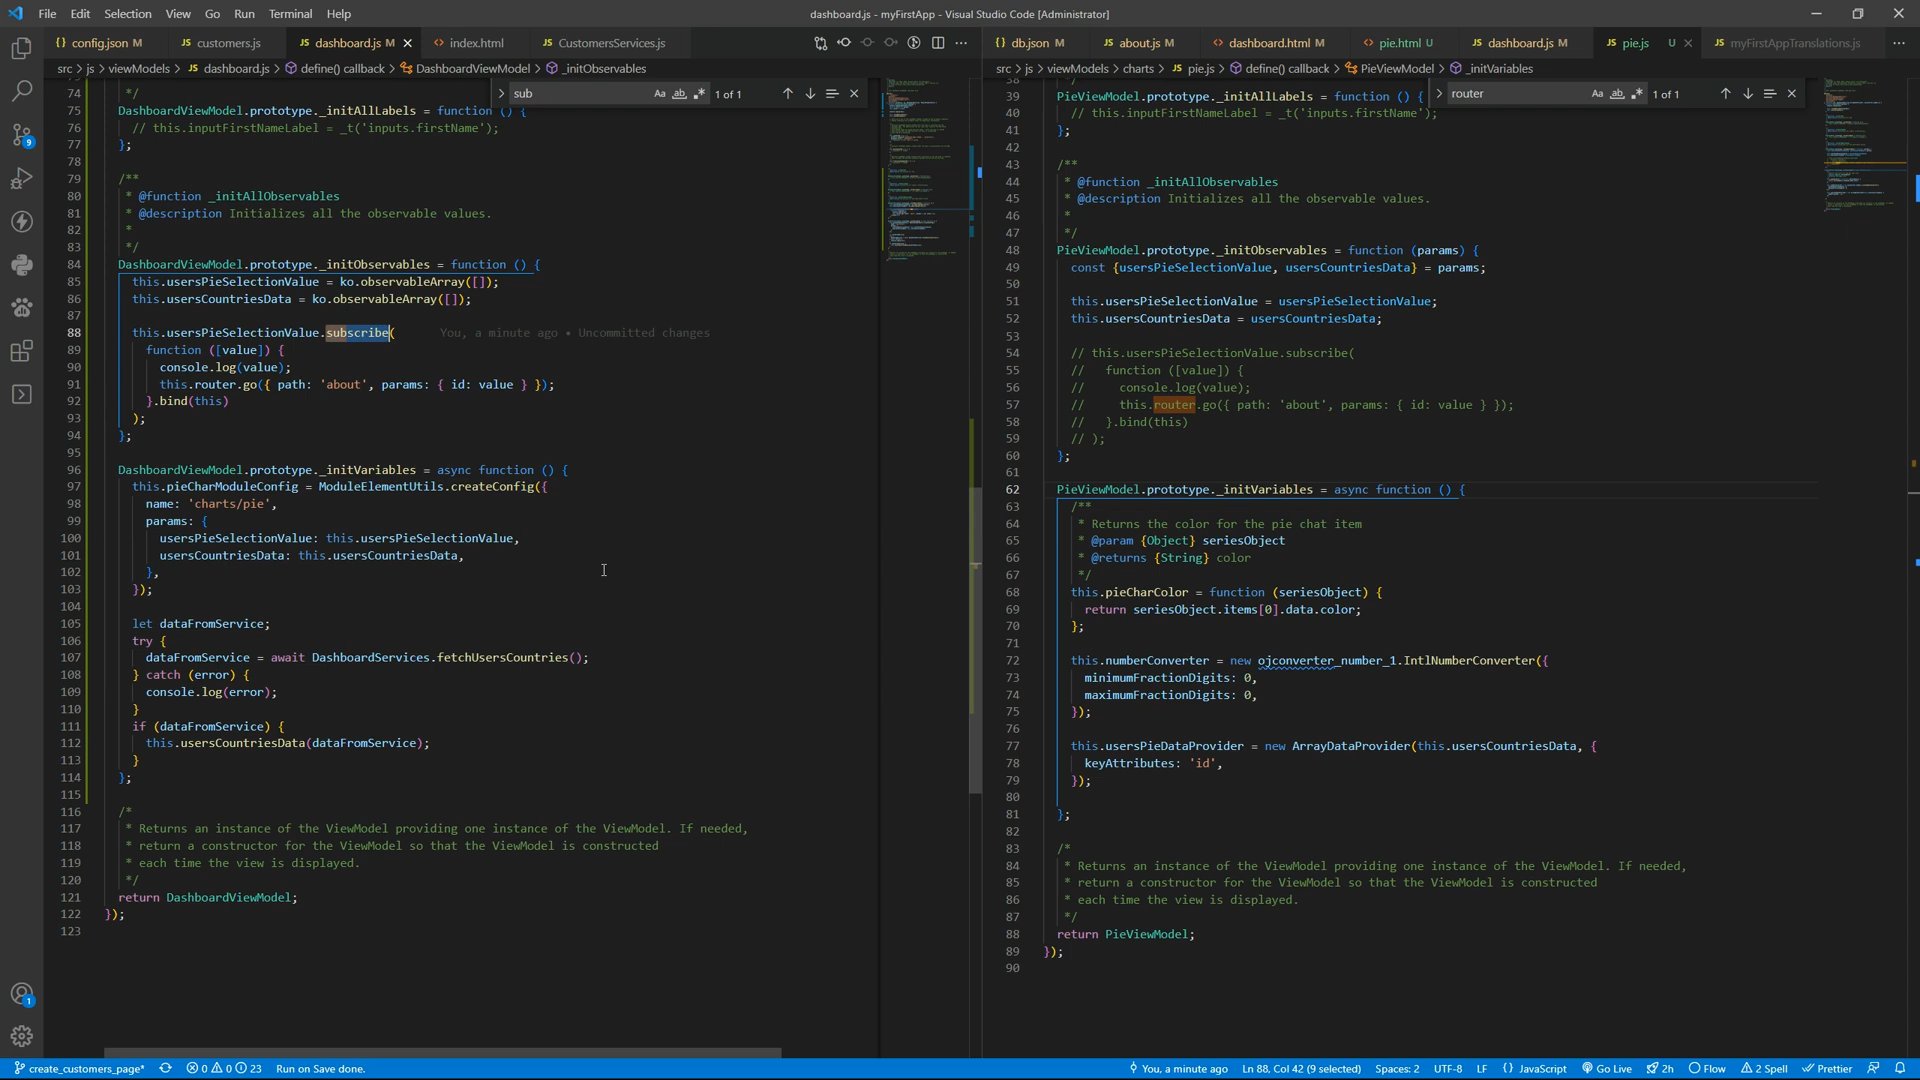 File Edit Selection View Go Run Terminal Help
dashboard.js - myFirstApp - Visual Studio Code [Administrator]
config.json M customers.js dashboard.js M index.html CustomersServices.js
src > js > viewModels > dashboard.js > define() callback > DashboardViewModel > _initObservables
sub Aa ab 1 of 1
74 */
75 DashboardViewModel.prototype._initAllLabels = function () {
76 // this.inputFirstNameLabel = _t('inputs.firstName');
77 };
78
79 /**
80 * @function _initAllObservables
81 * @description Initializes all the observable values.
82 *
83 */
84 DashboardViewModel.prototype._initObservables = function () {
85 this.usersPieSelectionValue = ko.observableArray([]);
86 this.usersCountriesData = ko.observableArray([]);
87
88 this.usersPieSelectionValue.subscribe( You, a minute ago • Uncommitted changes
89 function ([value]) {
90 console.log(value);
91 this.router.go({ path: 'about', params: { id: value } });
92 }.bind(this)
93 );
94 };
95
96 DashboardViewModel.prototype._initVariables = async function () {
97 this.pieCharModuleConfig = ModuleElementUtils.createConfig({
98 name: 'charts/pie',
99 params: {
100 usersPieSelectionValue: this.usersPieSelectionValue,
101 usersCountriesData: this.usersCountriesData,
102 },
103 });
104
105 let dataFromService;
106 try {
107 dataFromService = await DashboardServices.fetchUsersCountries();
108 } catch (error) {
109 console.log(error);
110 }
111 if (dataFromService) {
112 this.usersCountriesData(dataFromService);
113 }
114 };
115
116 /*
117 * Returns an instance of the ViewModel providing one instance of the ViewModel. If needed,
118 * return a constructor for the ViewModel so that the ViewModel is constructed
119 * each time the view is displayed.
120 */
121 return DashboardViewModel;
122 });
123
db.json M about.js M dashboard.html M pie.html U dashboard.js M pie.js U myFirstAppTranslations.js
src > js > viewModels > charts > pie.js > define() callback > PieViewModel > _initVariables
router Aa ab 1 of 1
38 */
39 PieViewModel.prototype._initAllLabels = function () {
40 // this.inputFirstNameLabel = _t('inputs.firstName');
41 };
42
43 /**
44 * @function _initAllObservables
45 * @description Initializes all the observable values.
46 *
47 */
48 PieViewModel.prototype._initObservables = function (params) {
49 const {usersPieSelectionValue, usersCountriesData} = params;
50
51 this.usersPieSelectionValue = usersPieSelectionValue;
52 this.usersCountriesData = usersCountriesData;
53
54 // this.usersPieSelectionValue.subscribe(
55 // function ([value]) {
56 // console.log(value);
57 // this.router.go({ path: 'about', params: { id: value } });
58 // }.bind(this)
59 // );
60 };
61
62 PieViewModel.prototype._initVariables = async function () {
63 /**
64 * Returns the color for the pie chat item
65 * @param {Object} seriesObject
66 * @returns {String} color
67 */
68 this.pieCharColor = function (seriesObject) {
69 return seriesObject.items[0].data.color;
70 };
71
72 this.numberConverter = new ojconverter_number_1.IntlNumberConverter({
73 minimumFractionDigits: 0,
74 maximumFractionDigits: 0,
75 });
76
77 this.usersPieDataProvider = new ArrayDataProvider(this.usersCountriesData, {
78 keyAttributes: 'id',
79 });
80
81 };
82
83 /*
84 * Returns an instance of the ViewModel providing one instance of the ViewModel. If needed,
85 * return a constructor for the ViewModel so that the ViewModel is constructed
86 * each time the view is displayed.
87 */
88 return PieViewModel;
89 });
90
9
1
create_customers_page* 0 0 23 Run on Save done.
You, a minute ago Ln 88, Col 42 (9 selected) Spaces: 2 UTF-8 LF JavaScript Go Live 2h Flow 2 Spell Prettier